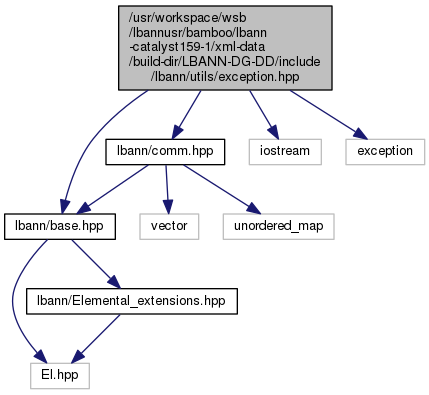 /usr/workspace/wsb
/lbannusr/bamboo/lbann
-catalyst159-1/xml-data
/build-dir/LBANN-DG-DD/include
/lbann/utils/exception.hpp
lbann/comm.hpp
iostream
exception
lbann/base.hpp
vector
unordered_map
lbann/Elemental_extensions.hpp
El.hpp